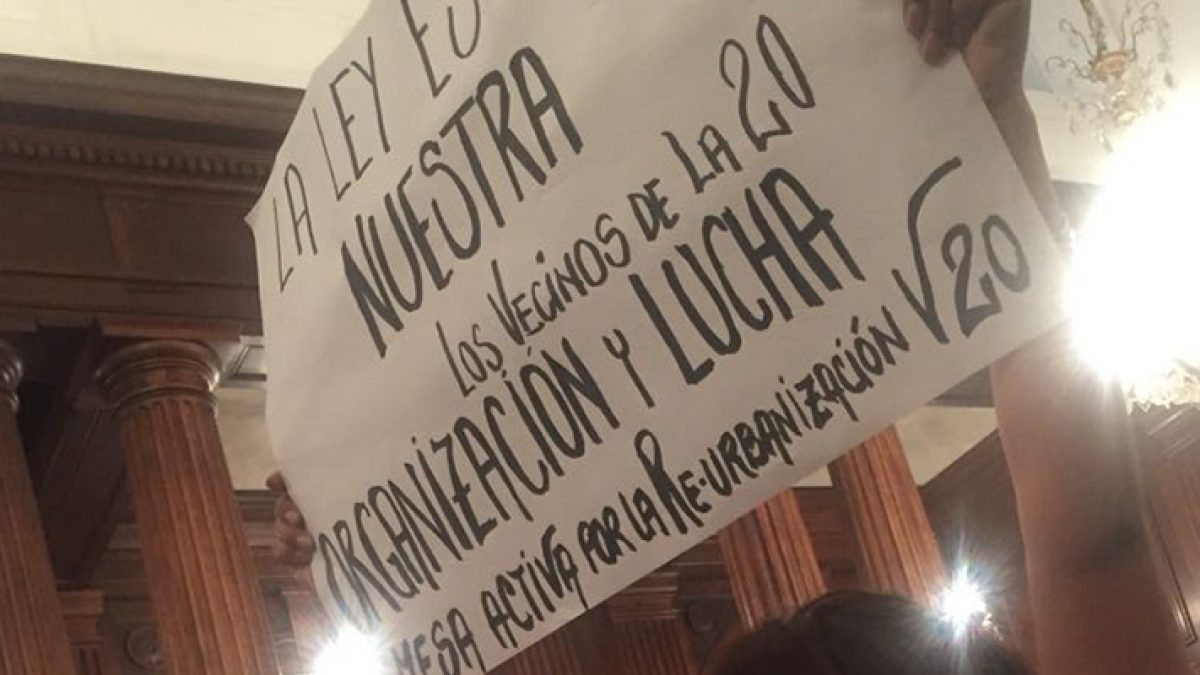 LA LEY ES
NUESTRA
LOS VECINOS DE LA 20
ORGANIZACIÓN Y LUCHA
MESA ACTIVA POR LA RE-URBANIZACIÓN V20